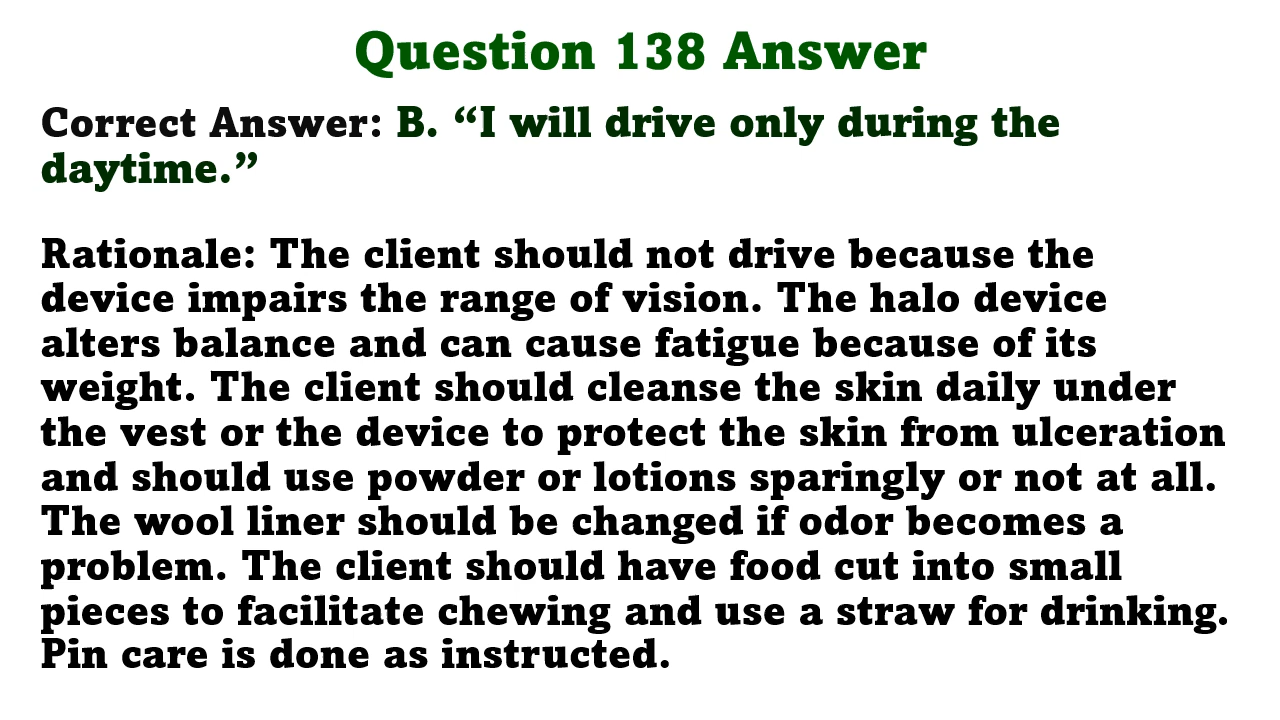 Question 138 Answer
Correct Answer: B. “I will drive only during the
daytime.”
Rationale: The client should not drive because the
device impairs the range of vision. The halo device
alters balance and can cause fatigue because of its
weight. The client should cleanse the skin daily under
the vest or the device to protect the skin from ulceration
and should use powder or lotions sparingly or not at all.
The wool liner should be changed if odor becomes a
problem. The client should have food cut into small
pieces to facilitate chewing and use a straw for drinking.
Pin care is done as instructed.